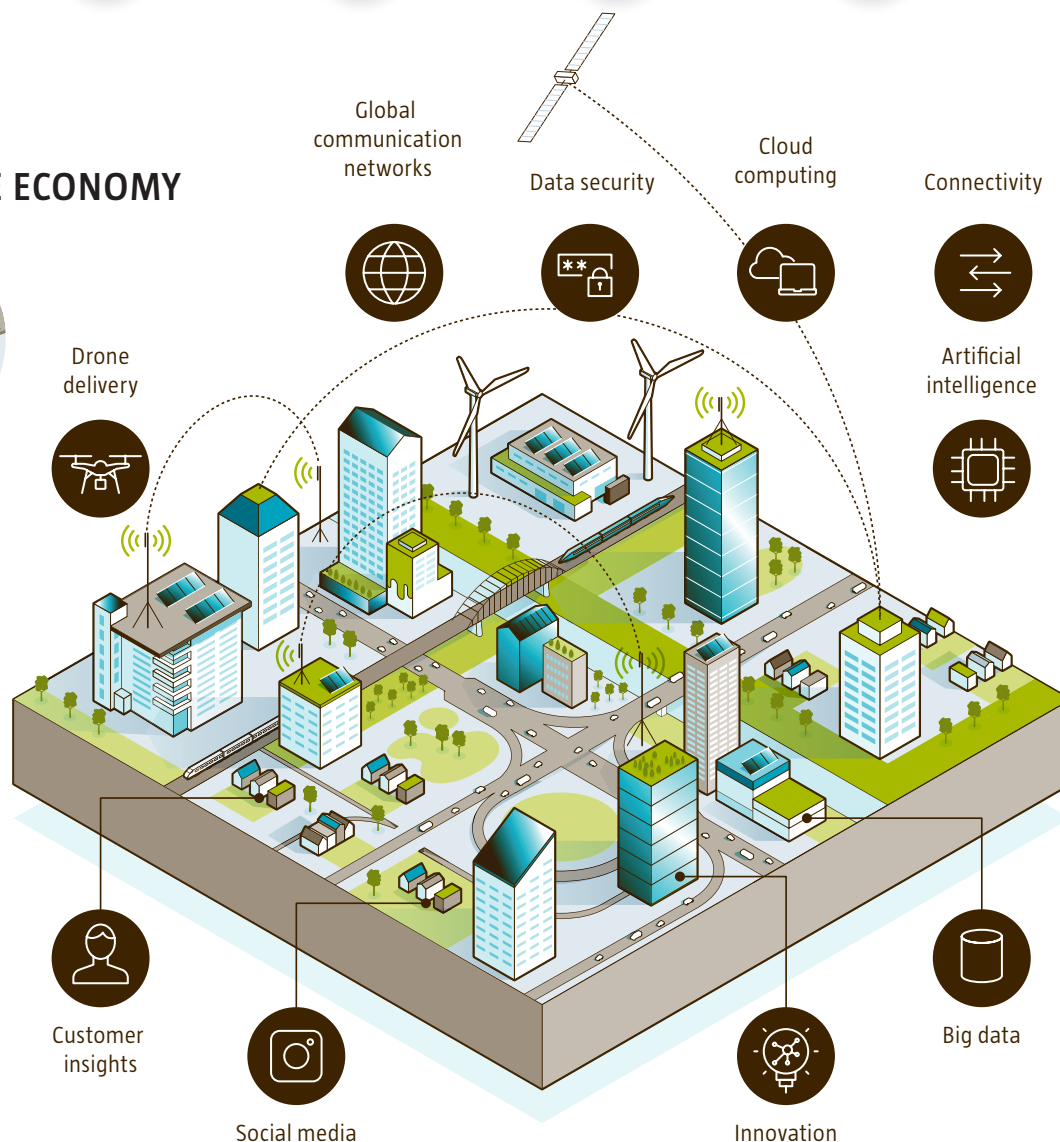 ECONOMY
Global
communication
networks
Data security
Cloud
computing
Connectivity
Drone
delivery
**
Artificial
intelligence
Customer
insights
Social media
Innovation
Big data